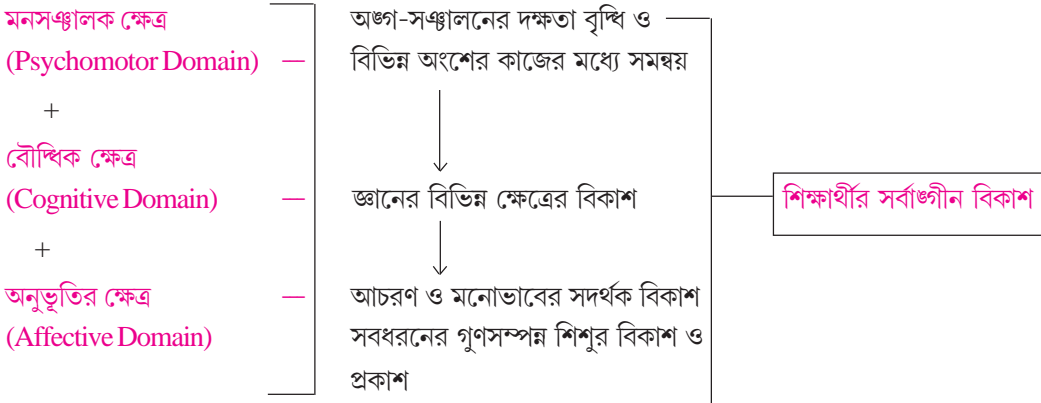 মনসঞ্চালক ক্ষেত্র
(Psychomotor Domain) —
+
বৌদ্ধিক ক্ষেত্র
(Cognitive Domain) —
+
অনুভূতির ক্ষেত্র —
(Affective Domain)
অঙ্গ-সঞ্চালনের দক্ষতা বৃদ্ধি ও
বিভিন্ন অংশের কাজের মধ্যে সমন্বয়
জ্ঞানের বিভিন্ন ক্ষেত্রের বিকাশ
আচরণ ও মনোভাবের সদর্থক বিকাশ
সবধরনের গুণসম্পন্ন শিশুর বিকাশ ও
প্রকাশ
শিক্ষার্থীর সর্বাঙ্গীন বিকাশ